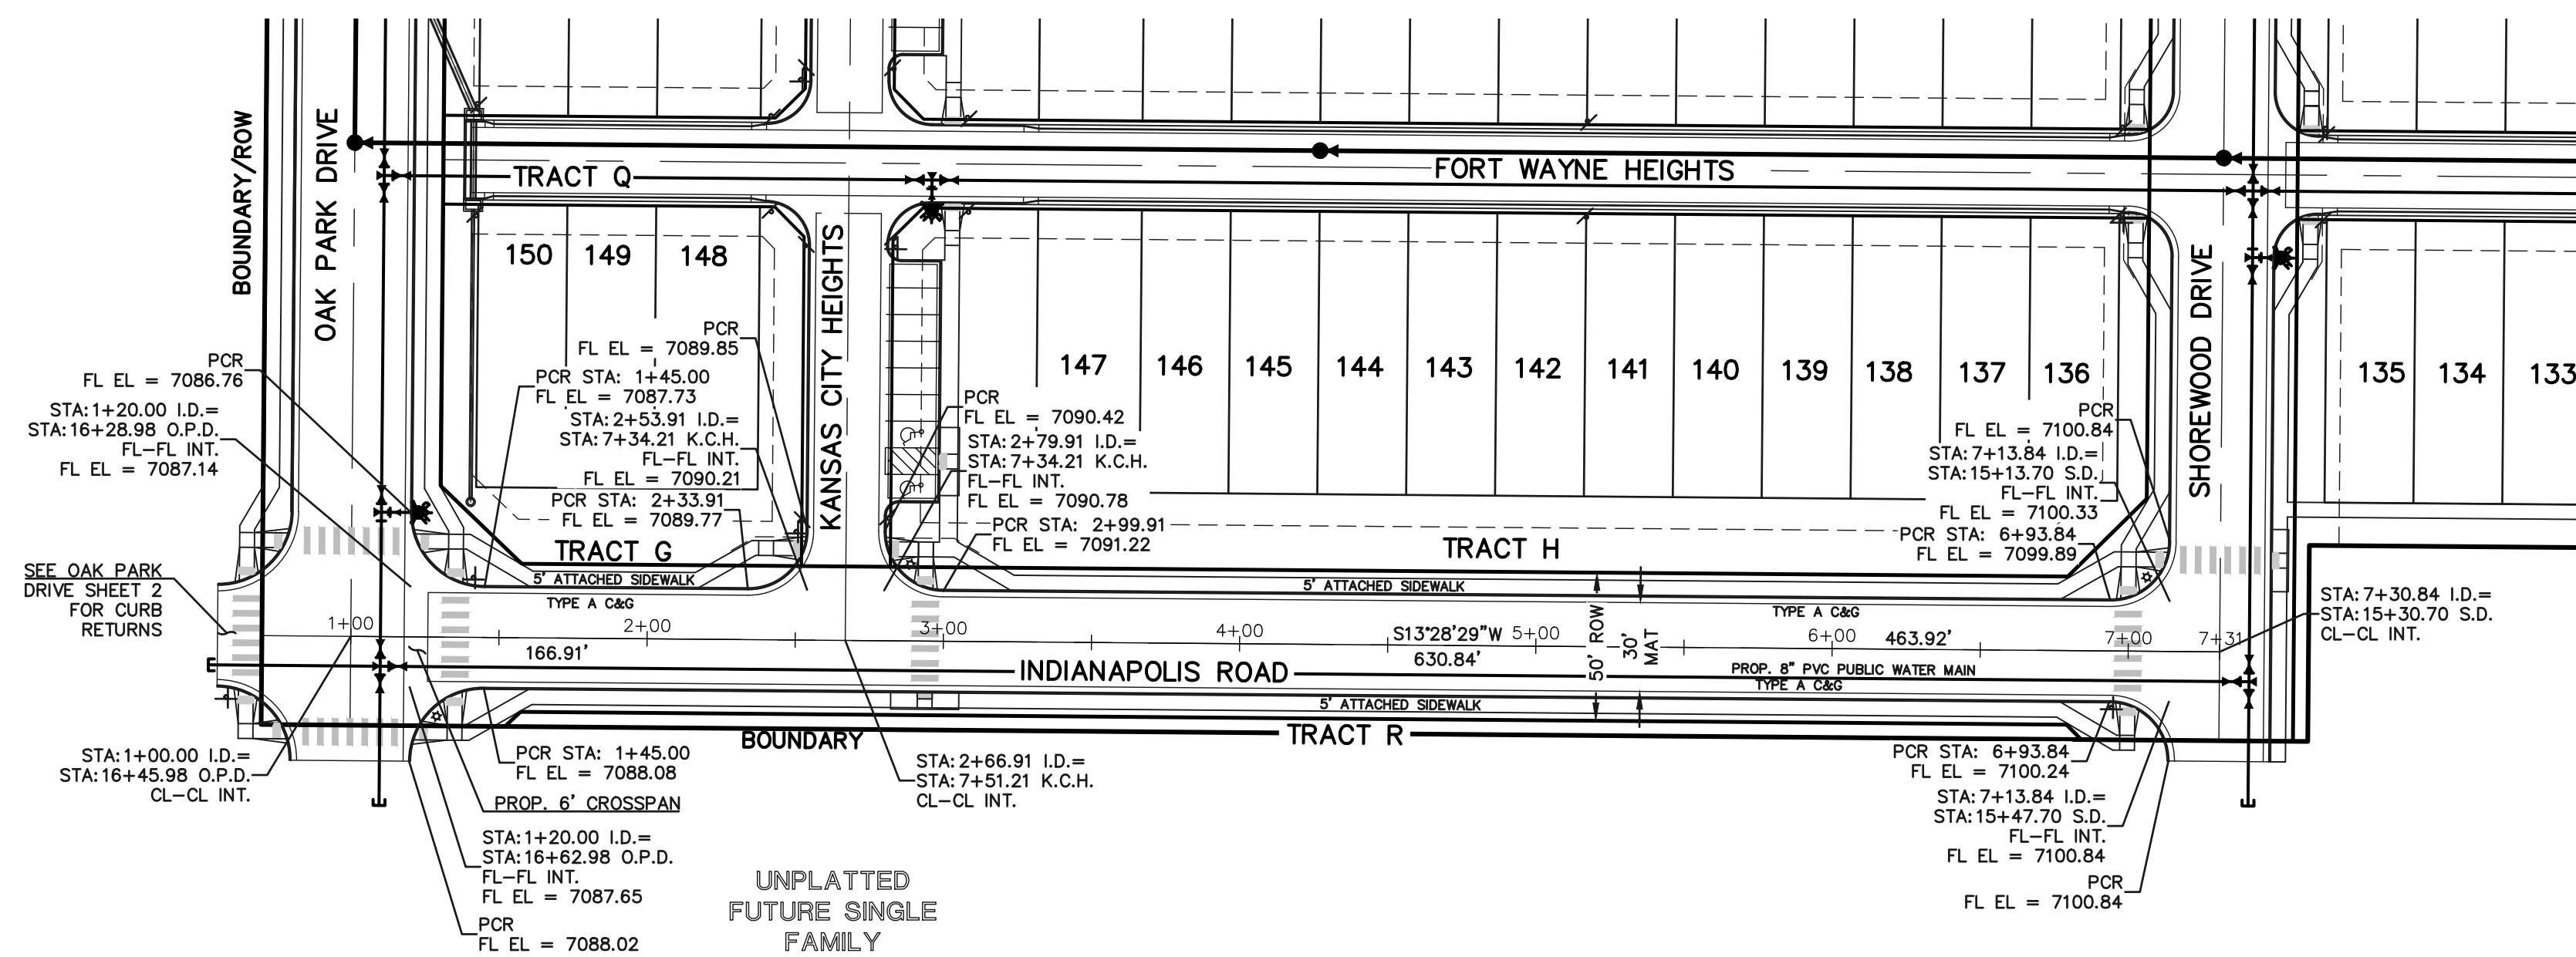 BOUNDARY/ROW
OAK PARK DRIVE
TRACT Q
FORT WAYNE HEIGHTS
150
149
148
KANSAS CITY HEIGHTS
147
146
145
144
143
142
141
140
139
138
137
136
SHOREWOOD DRIVE
135
134
133
PCR
FL EL = 7086.76
STA:1+20.00 I.D.=
STA:16+28.98 O.P.D.
FL-FL INT.
FL EL = 7087.14
PCR
FL EL = 7089.85
PCR STA: 1+45.00
FL EL = 7087.73
STA:2+53.91 I.D.=
STA:7+34.21 K.C.H.
FL-FL INT.
FL EL = 7090.21
PCR STA: 2+33.91
FL EL = 7089.77
PCR
FL EL = 7090.42
STA:2+79.91 I.D.=
STA:7+34.21 K.C.H.
FL-FL INT.
FL EL = 7090.78
PCR STA: 2+99.91
FL EL = 7091.22
PCR
FL EL = 7100.84
STA:7+13.84 I.D.=
STA:15+13.70 S.D.
FL-FL INT.
FL EL = 7100.33
PCR STA: 6+93.84
FL EL = 7099.89
TRACT G
TRACT H
SEE OAK PARK
DRIVE SHEET 2
FOR CURB
RETURNS
5' ATTACHED SIDEWALK
TYPE A C&G
5' ATTACHED SIDEWALK
TYPE A C&G
1+00
2+00
3+00
4+00
S13°28'29"W
5+00
50' ROW
30' MAT
6+00
463.92'
7+00
7+31
166.91'
630.84'
INDIANAPOLIS ROAD
PROP. 8" PVC PUBLIC WATER MAIN
TYPE A C&G
5' ATTACHED SIDEWALK
STA:7+30.84 I.D.=
STA:15+30.70 S.D.
CL-CL INT.
BOUNDARY
TRACT R
STA:1+00.00 I.D.=
STA:16+45.98 O.P.D.
CL-CL INT.
PCR STA: 1+45.00
FL EL = 7088.08
PROP. 6' CROSSPAN
STA:1+20.00 I.D.=
STA:16+62.98 O.P.D.
FL-FL INT.
FL EL = 7087.65
PCR
FL EL = 7088.02
STA:2+66.91 I.D.=
STA:7+51.21 K.C.H.
CL-CL INT.
PCR STA: 6+93.84
FL EL = 7100.24
STA:7+13.84 I.D.=
STA:15+47.70 S.D.
FL-FL INT.
FL EL = 7100.84
PCR
FL EL = 7100.84
UNPLATTED
FUTURE SINGLE
FAMILY